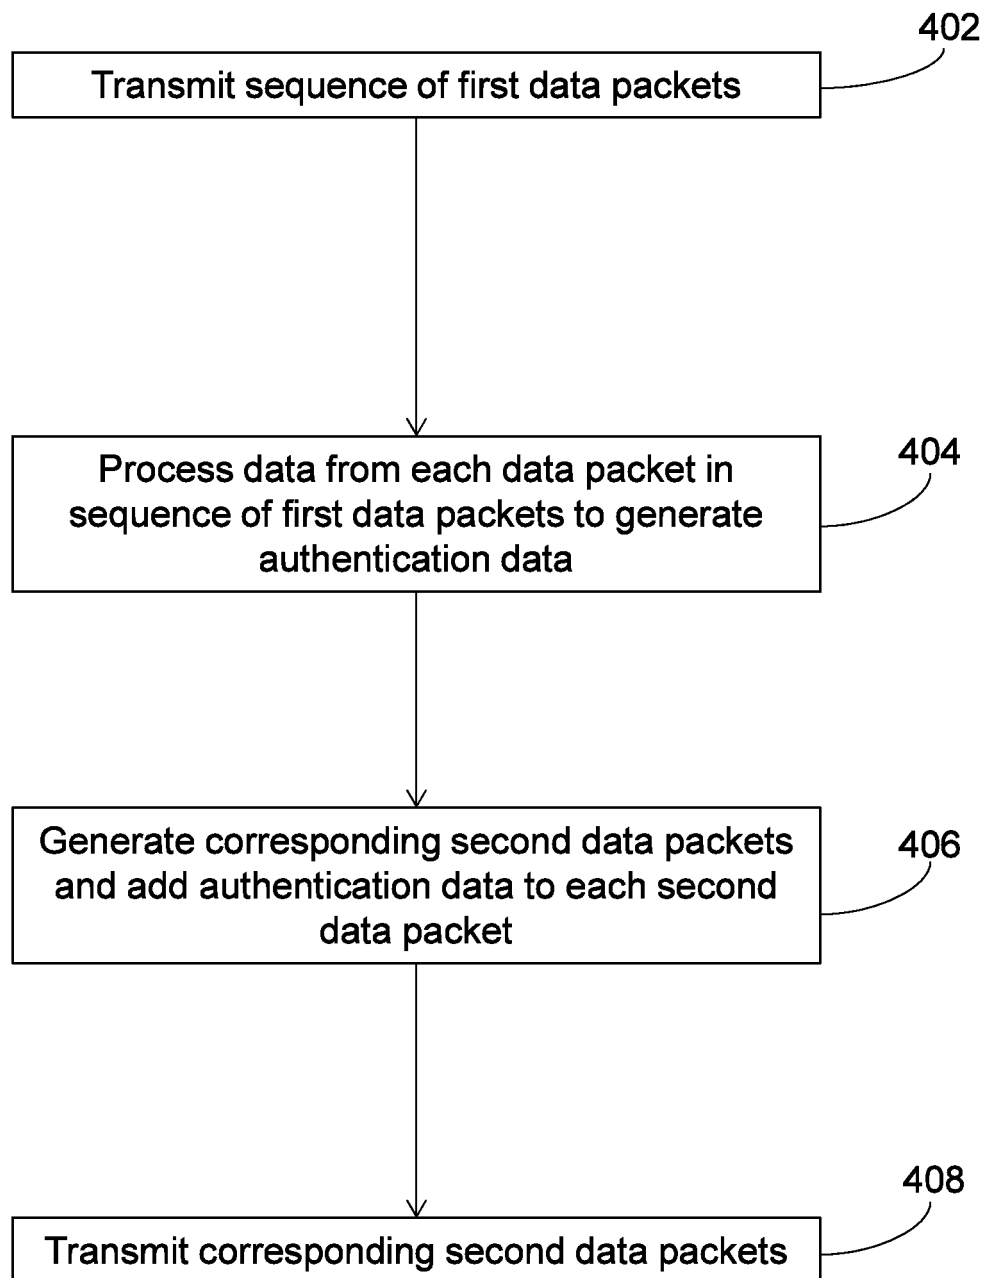 402
Transmit sequence of first data packets
404
Process data from each data packet in
sequence of first data packets to generate
authentication data
406
Generate corresponding second data packets
and add authentication data to each second
data packet
408
Transmit corresponding second data packets